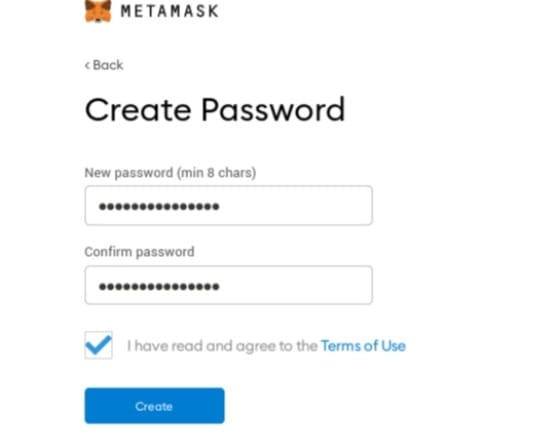 METAMASK
< Back
Create Password
New password (min 8 chars)
•••••••••••••••
Confirm password
•••••••••••••••
I have read and agree to the Terms of Use
Create